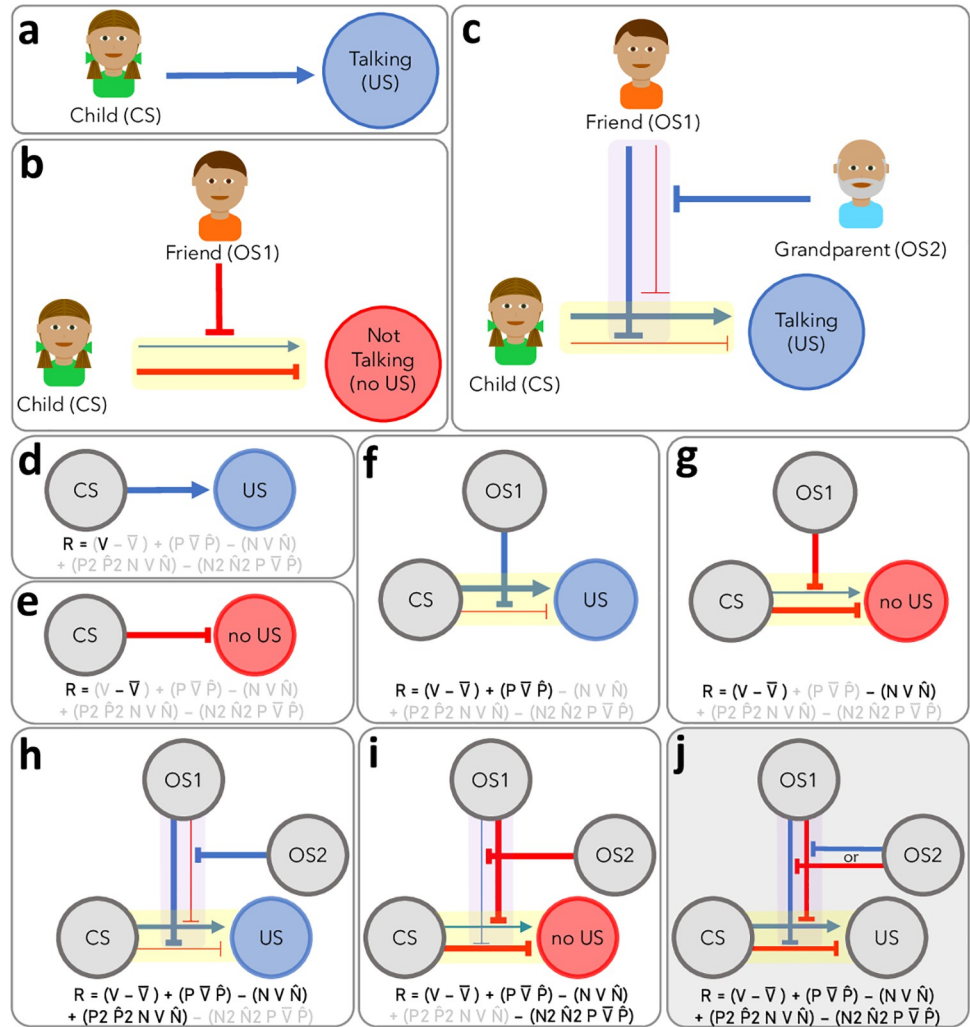 a
Talking
(US)
Child (CS)
b
Friend (OS1)
Not
Talking
(no US)
Child (CS)
c
Friend (OS1)
Grandparent (OS2)
Talking
(US)
Child (CS)
d
CS
US
R = (V – V̅ ) + (P V̅ P̂) – (N V N̂)
+ (P2 P̂2 N V N̂) – (N2 N̂2 P V̅ P̂)
e
CS
no US
R = (V – V̅ ) + (P V̅ P̂) – (N V N̂)
+ (P2 P̂2 N V N̂) – (N2 N̂2 P V̅ P̂)
f
OS1
CS
US
R = (V – V̅) + (P V̅ P̂) – (N V N̂)
+ (P2 P̂2 N V N̂) – (N2 N̂2 P V̅ P̂)
g
OS1
CS
no US
R = (V – V̅) + (P V̅ P̂) – (N V N̂)
+ (P2 P̂2 N V N̂) – (N2 N̂2 P V̅ P̂)
h
OS1
OS2
CS
US
R = (V – V̅) + (P V̅ P̂) – (N V N̂)
+ (P2 P̂2 N V N̂) – (N2 N̂2 P V̅ P̂)
i
OS1
OS2
CS
no US
R = (V – V̅) + (P V̅ P̂) – (N V N̂)
+ (P2 P̂2 N V N̂) – (N2 N̂2 P V̅ P̂)
j
OS1
or
OS2
CS
US
R = (V – V̅) + (P V̅ P̂) – (N V N̂)
+ (P2 P̂2 N V N̂) – (N2 N̂2 P V̅ P̂)